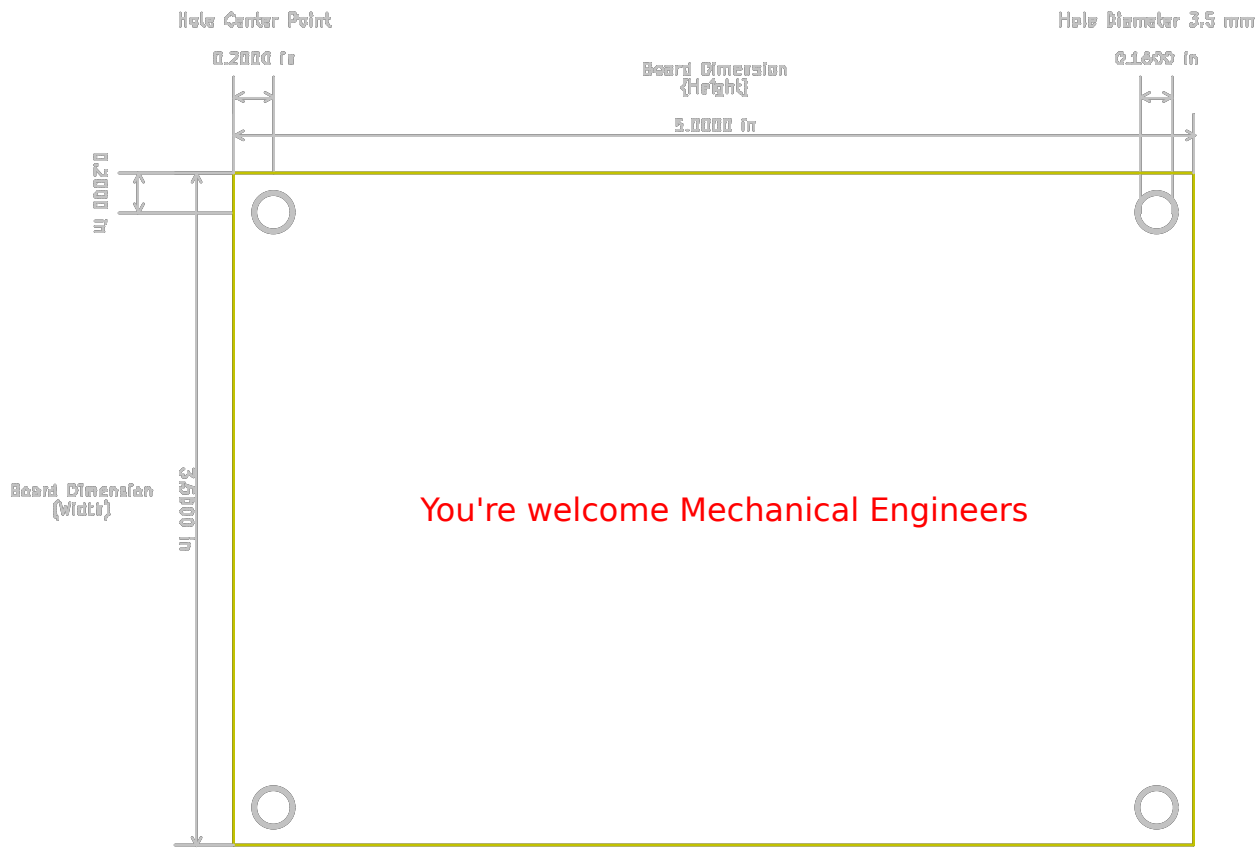 Hole Center Point
Hole Diameter 3.5 mm
0.2000 in
0.1600 in
Board Dimension
(Height)
5.0000 in
0.2000 in
Board Dimension
(Width)
3.5000 in
You're welcome Mechanical Engineers